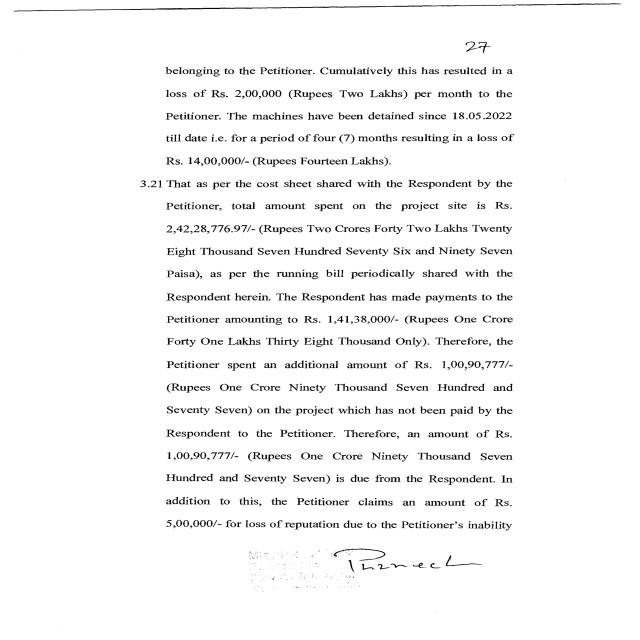 27
belonging to the Petitioner. Cumulatively this has resulted in a
loss of Rs. 2,00,000 (Rupees Two Lakhs) per month to the
Petitioner. The machines have been detained since 18.05.2022
till date i.e. for a period of four (7) months resulting in a loss of
Rs. 14,00,000/- (Rupees Fourteen Lakhs).
3.21 That as per the cost sheet shared with the Respondent by the
Petitioner, total amount spent on the project site is Rs.
2,42,28,776.97/- (Rupees Two Crores Forty Two Lakhs Twenty
Eight Thousand Seven Hundred Seventy Six and Ninety Seven
Paisa), as per the running bill periodically shared with the
Respondent herein. The Respondent has made payments to the
Petitioner amounting to Rs. 1,41,38,000/- (Rupees One Crore
Forty One Lakhs Thirty Eight Thousand Only). Therefore, the
Petitioner spent an additional amount of Rs. 1,00,90,777/-
(Rupees One Crore Ninety Thousand Seven Hundred and
Seventy Seven) on the project which has not been paid by the
Respondent to the Petitioner. Therefore, an amount of Rs.
1,00,90,777/- (Rupees One Crore Ninety Thousand Seven
Hundred and Seventy Seven) is due from the Respondent. In
addition to this, the Petitioner claims an amount of Rs.
5,00,000/- for loss of reputation due to the Petitioner's inability